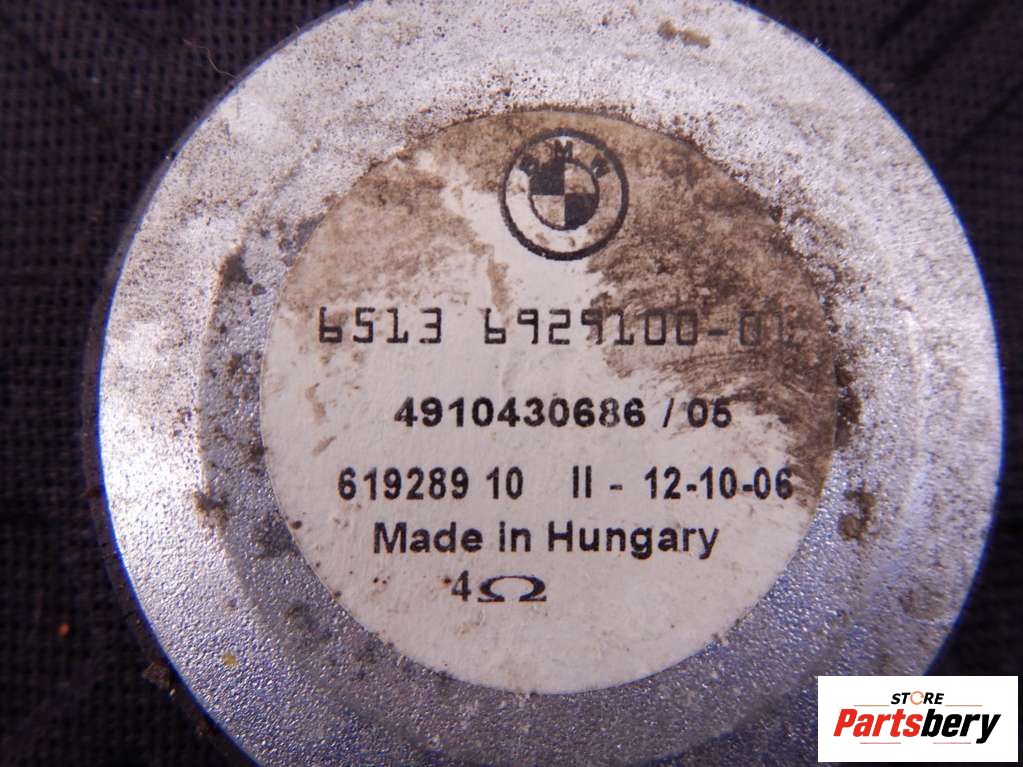 BMW
6513 6929100-01
4910430686 / 05
619289 10 II - 12-10-06
Made in Hungary
4Ω
STORE
Partsbery